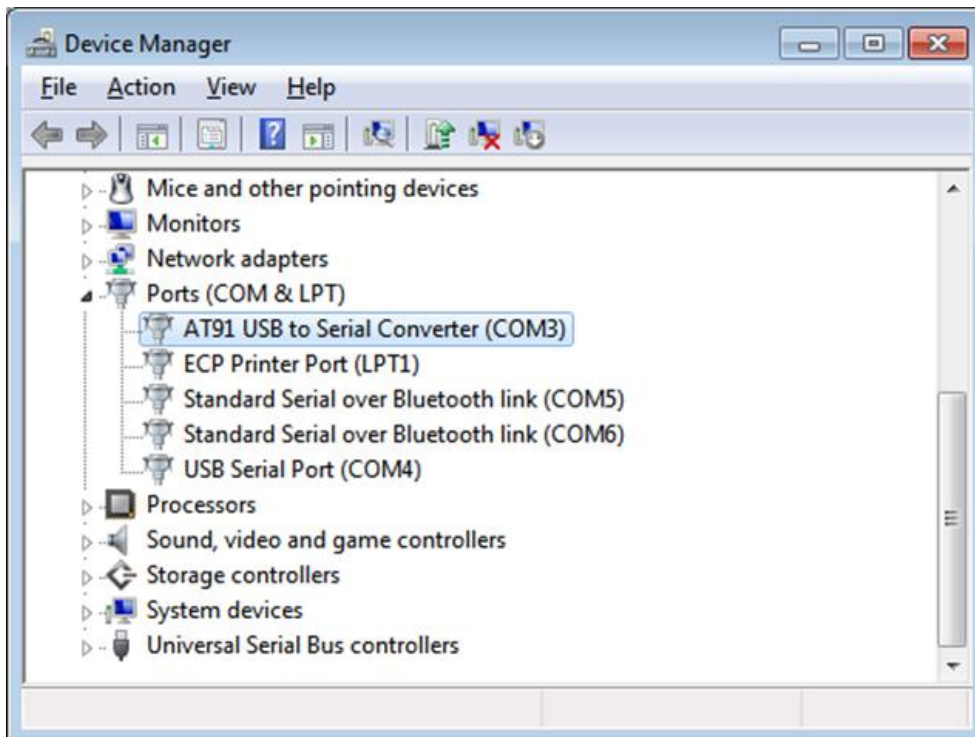 Device Manager
File Action View Help
Mice and other pointing devices
Monitors
Network adapters
Ports (COM & LPT)
AT91 USB to Serial Converter (COM3)
ECP Printer Port (LPT1)
Standard Serial over Bluetooth link (COM5)
Standard Serial over Bluetooth link (COM6)
USB Serial Port (COM4)
Processors
Sound, video and game controllers
Storage controllers
System devices
Universal Serial Bus controllers